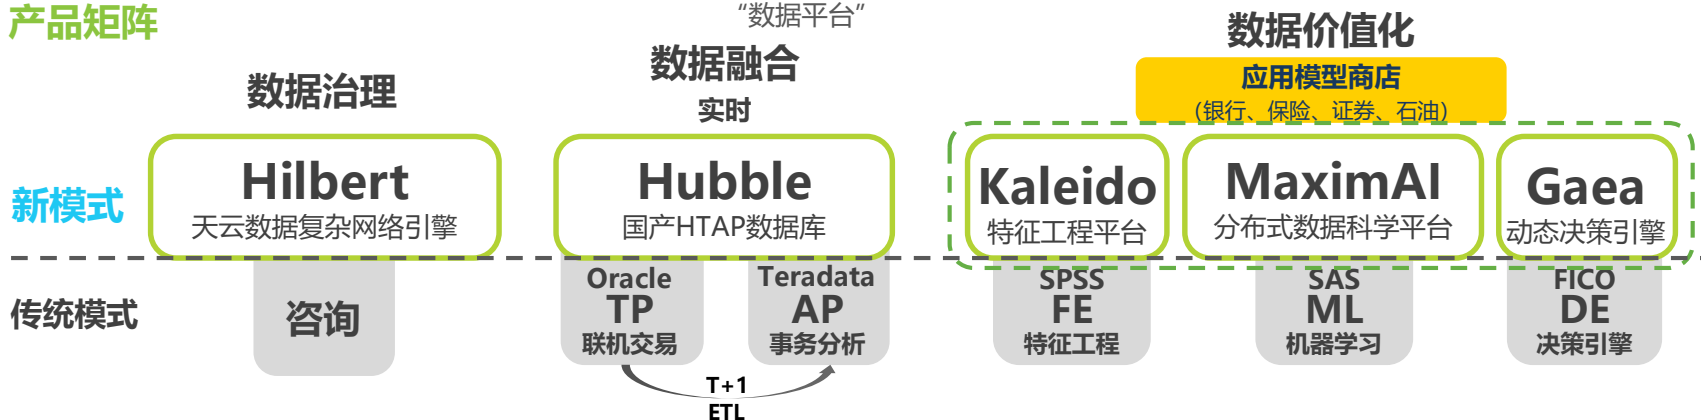 产品矩阵
“数据平台”
数据治理
数据融合
实时
数据价值化
应用模型商店
（银行、保险、证券、石油）
新模式
Hilbert
天云数据复杂网络引擎
Hubble
国产HTAP数据库
Kaleido
特征工程平台
MaximAI
分布式数据科学平台
Gaea
动态决策引擎
传统模式
咨询
Oracle
TP
联机交易
Teradata
AP
事务分析
T+1
ETL
SPSS
FE
特征工程
SAS
ML
机器学习
FICO
DE
决策引擎